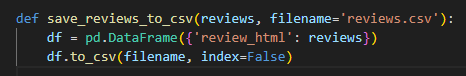 def save_reviews_to_csv(reviews, filename='reviews.csv'):
    df = pd.DataFrame({'review_html': reviews})
    df.to_csv(filename, index=False)